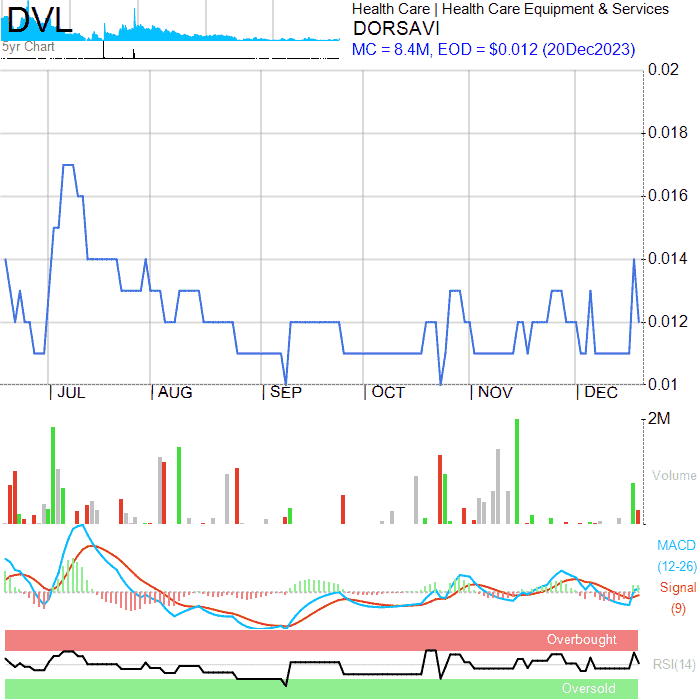 DVL
Health Care | Health Care Equipment & Services
DORSAVI
MC = 8.4M, EOD = $0.012 (20Dec2023)
5yr Chart
0.02
0.018
0.016
0.014
0.012
0.01
JUL AUG SEP OCT NOV DEC
2M
Volume
MACD
(12-26)
Signal
(9)
Overbought
RSI(14)
Oversold